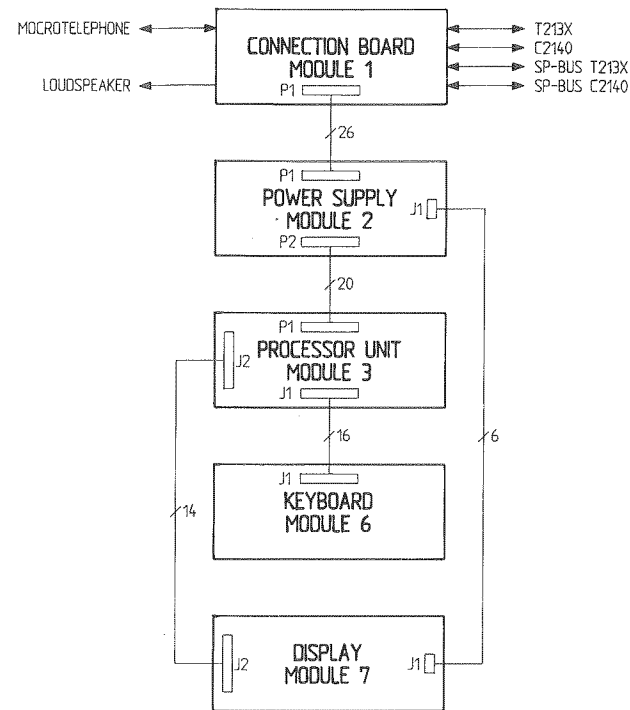 MOCROTELEPHONE
CONNECTION BOARD
MODULE 1
P1
T213X
C2140
SP-BUS T213X
SP-BUS C2140
LOUDSPEAKER
26
P1
POWER SUPPLY
MODULE 2
J1
P2
20
P1
PROCESSOR UNIT
MODULE 3
J2
J1
16
6
14
J1
KEYBOARD
MODULE 6
DISPLAY
MODULE 7
J2
J1